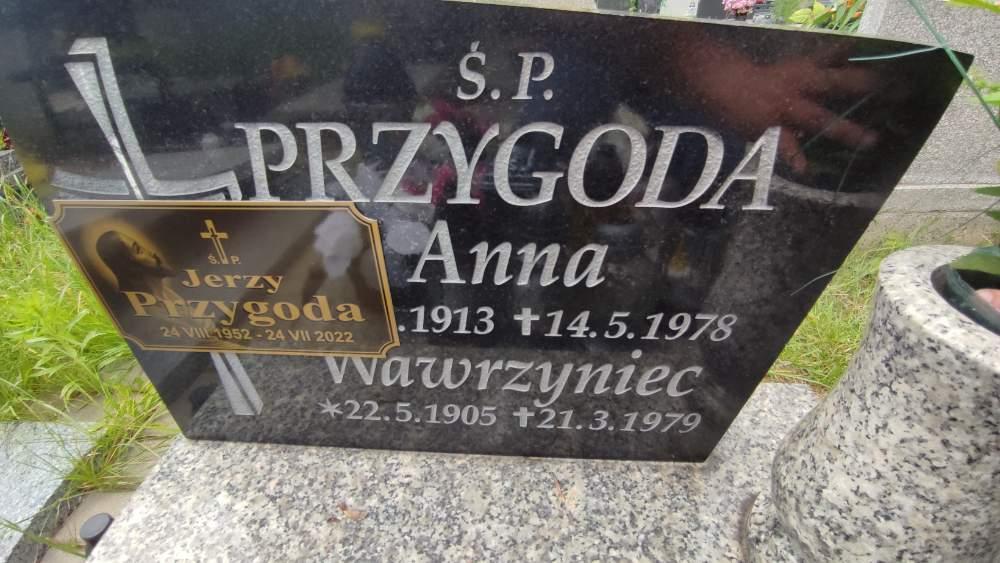 Ś. P.
PRZYGODA
Anna
.1913 ✝14.5.1978
Wawrzyniec
✶22.5.1905 ✝21.3.1979
Ś. P.
Jerzy
Przygoda
24 VIII 1952 - 24 VII 2022